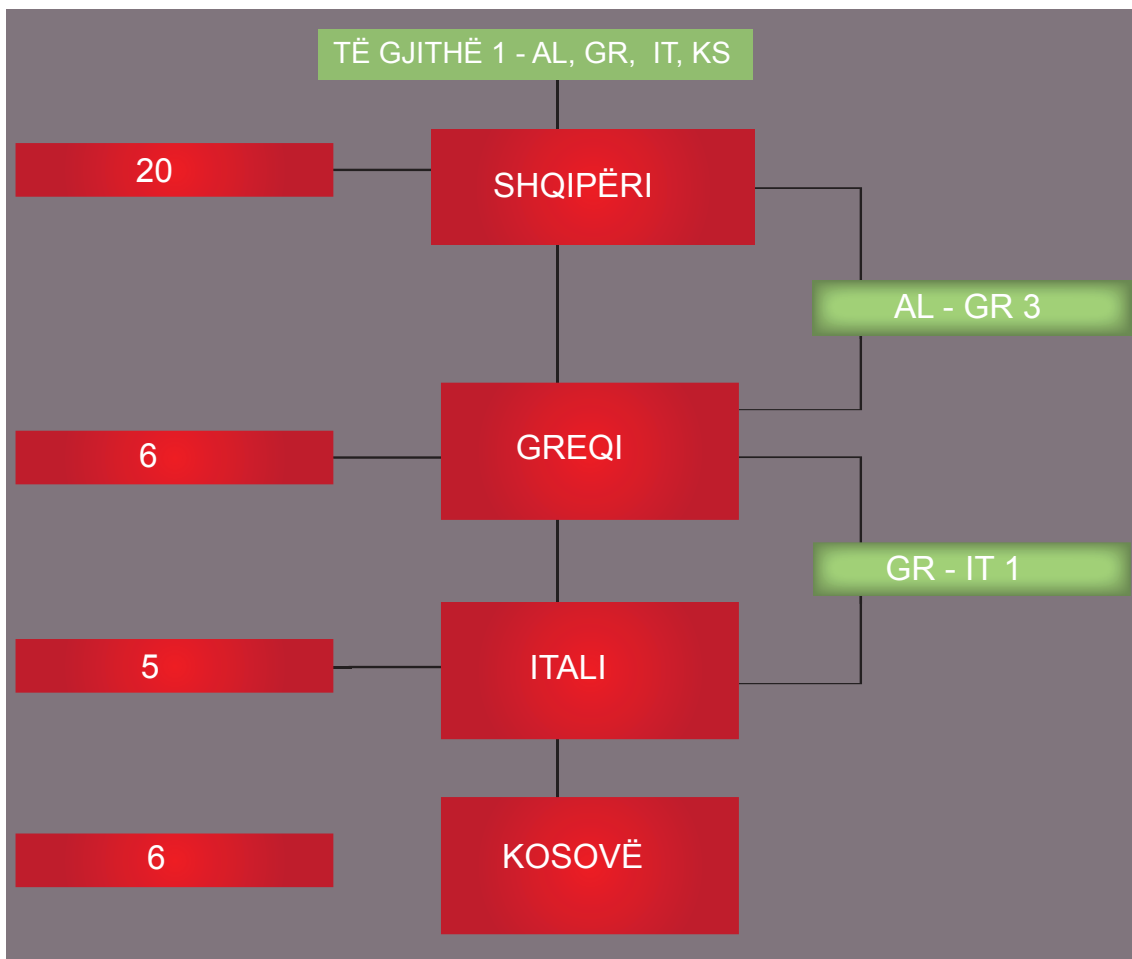 TË GJITHË 1 - AL, GR, IT, KS
20
SHQIPËRI
AL - GR 3
6
GREQI
GR - IT 1
5
ITALI
6
KOSOVË